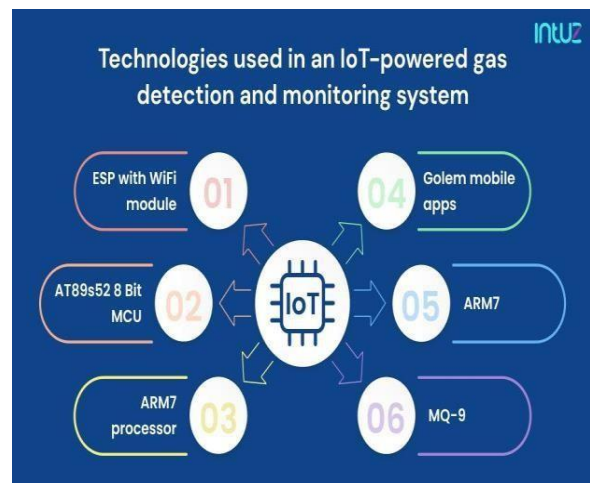 INTUZ
Technologies used in an IoT-powered gas
detection and monitoring system
ESP with WiFi
module
01
AT89s52 8 Bit
MCU
02
ARM7
processor
03
IoT
04
Golem mobile
apps
05
ARM7
06
MQ-9